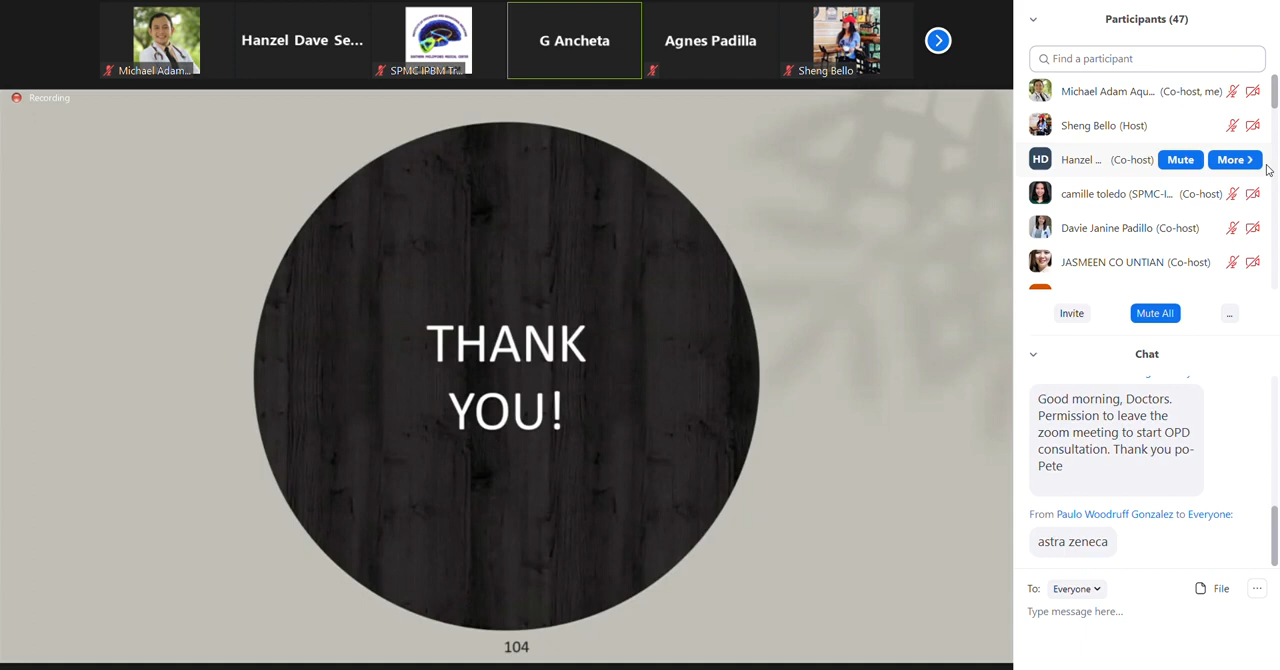 Hanzel Dave Se...
G Ancheta
Agnes Padilla
Michael Adam...
SPMC IPBM Tr...
Sheng Bello
Recording
THANK
YOU!
104
Participants (47)
Find a participant
Michael Adam Aqu... (Co-host, me)
Sheng Bello (Host)
HD Hanzel ... (Co-host) Mute More
camille toledo (SPMC-I... (Co-host)
Davie Janine Padillo (Co-host)
JASMEEN CO UNTIAN (Co-host)
Invite Mute All ...
Chat
Good morning, Doctors.
Permission to leave the
zoom meeting to start OPD
consultation. Thank you po-
Pete
From Paulo Woodruff Gonzalez to Everyone:
astra zeneca
To: Everyone File ...
Type message here...